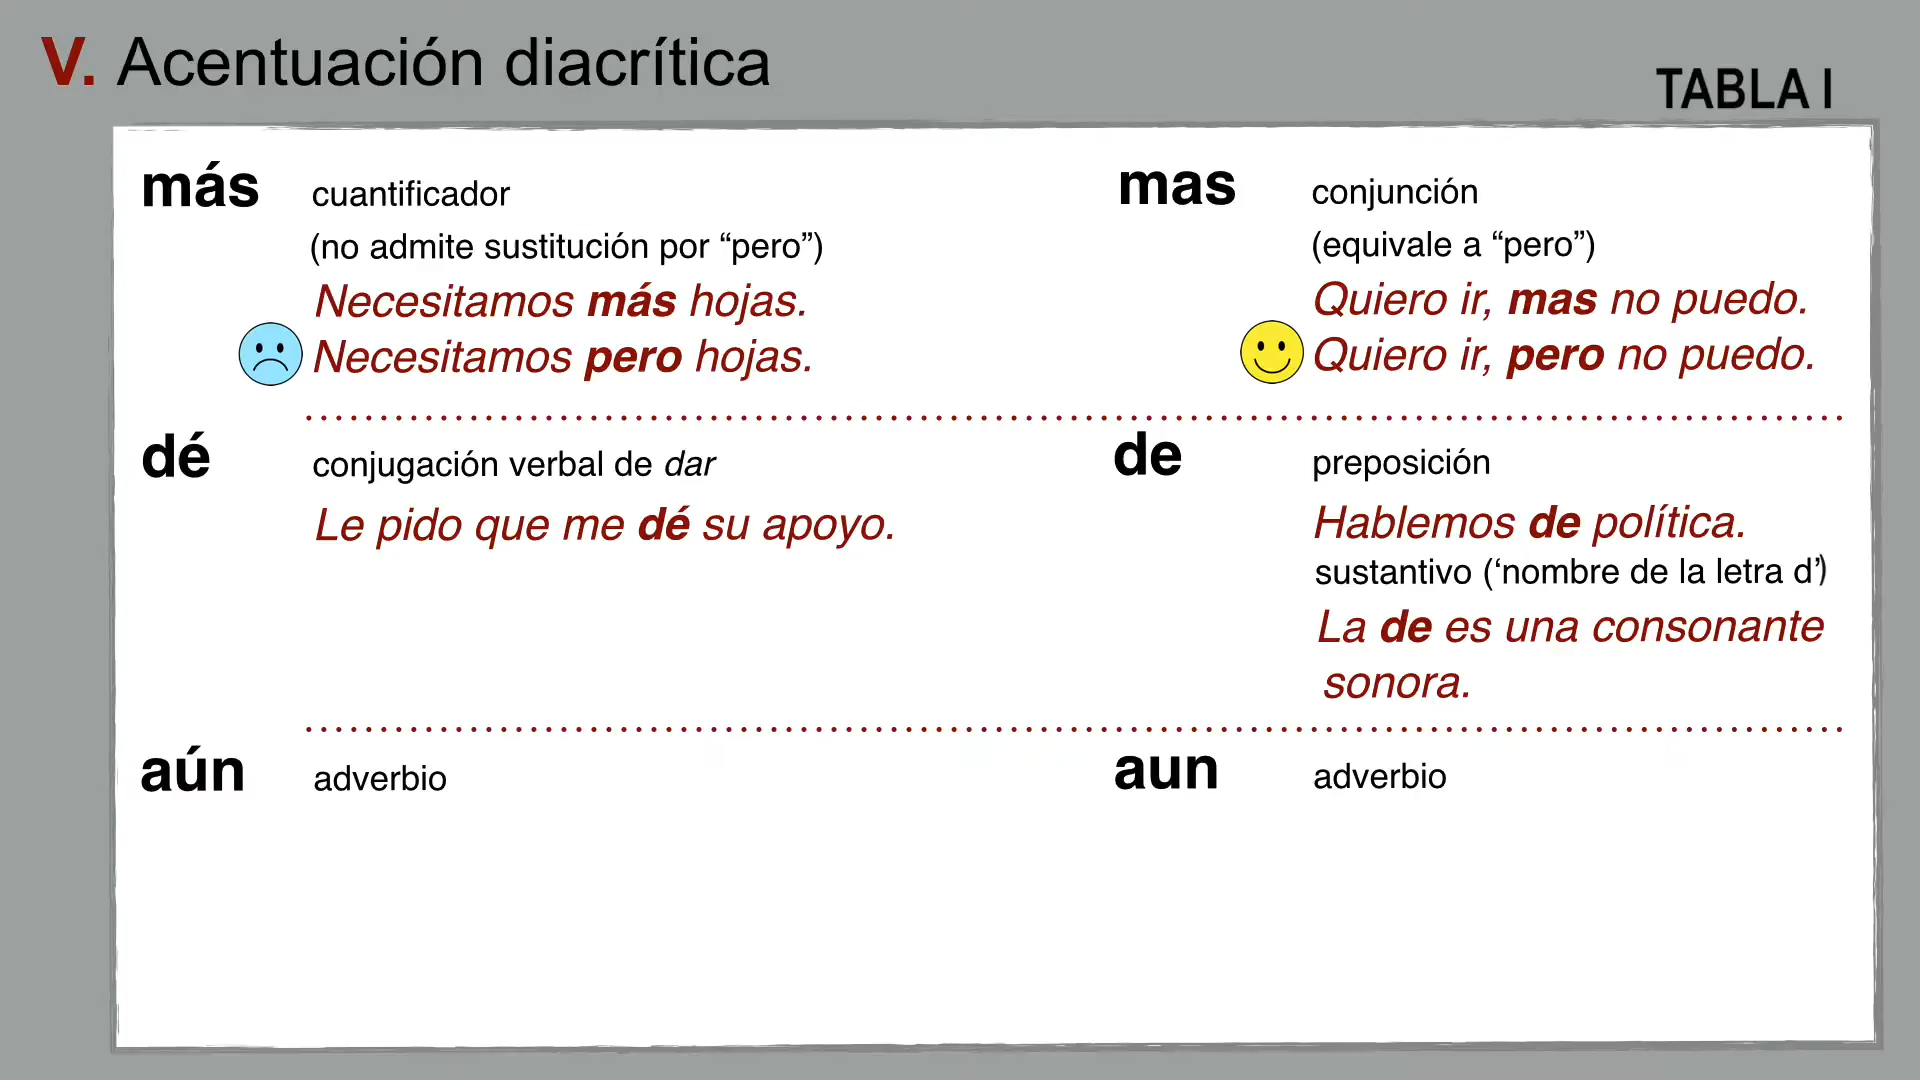 V. Acentuación diacrítica
TABLA I
más cuantificador
(no admite sustitución por “pero”)
Necesitamos más hojas.
Necesitamos pero hojas.
mas conjunción
(equivale a “pero”)
Quiero ir, mas no puedo.
Quiero ir, pero no puedo.
dé conjugación verbal de dar
Le pido que me dé su apoyo.
de preposición
Hablemos de política.
sustantivo (‘nombre de la letra d’)
La de es una consonante
sonora.
aún adverbio
aun adverbio